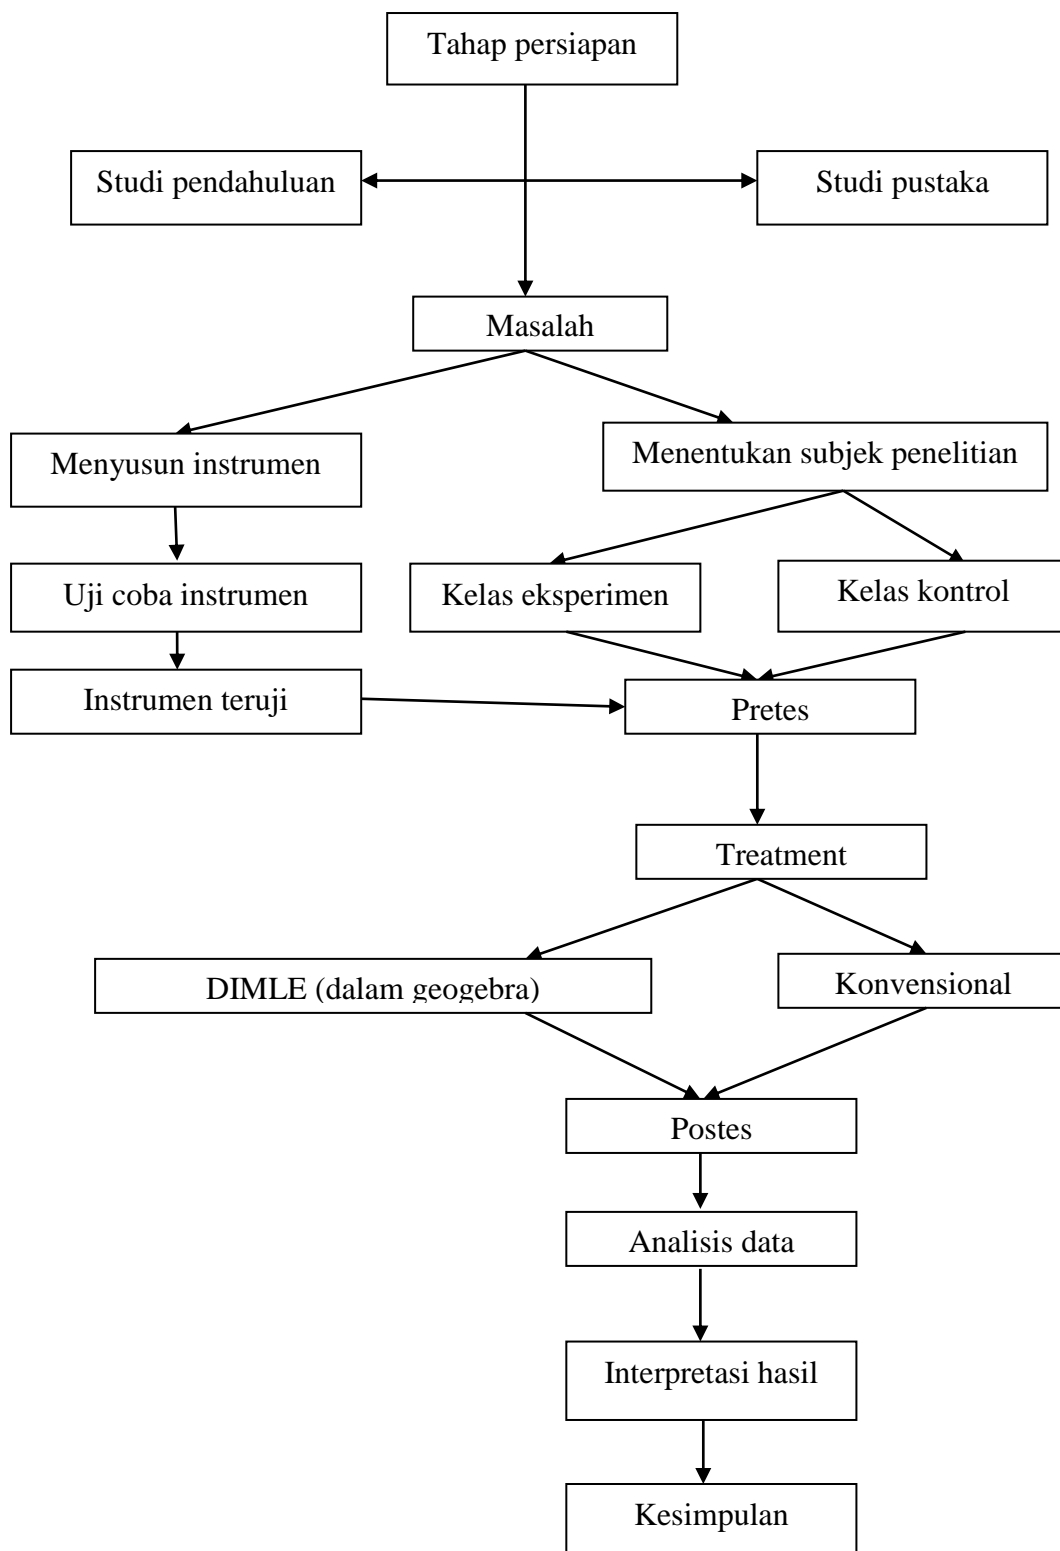 Tahap persiapan
Studi pendahuluan
Studi pustaka
Masalah
Menyusun instrumen
Menentukan subjek penelitian
Uji coba instrumen
Kelas eksperimen
Kelas kontrol
Instrumen teruji
Pretes
Treatment
DIMLE (dalam geogebra)
Konvensional
Postes
Analisis data
Interpretasi hasil
Kesimpulan